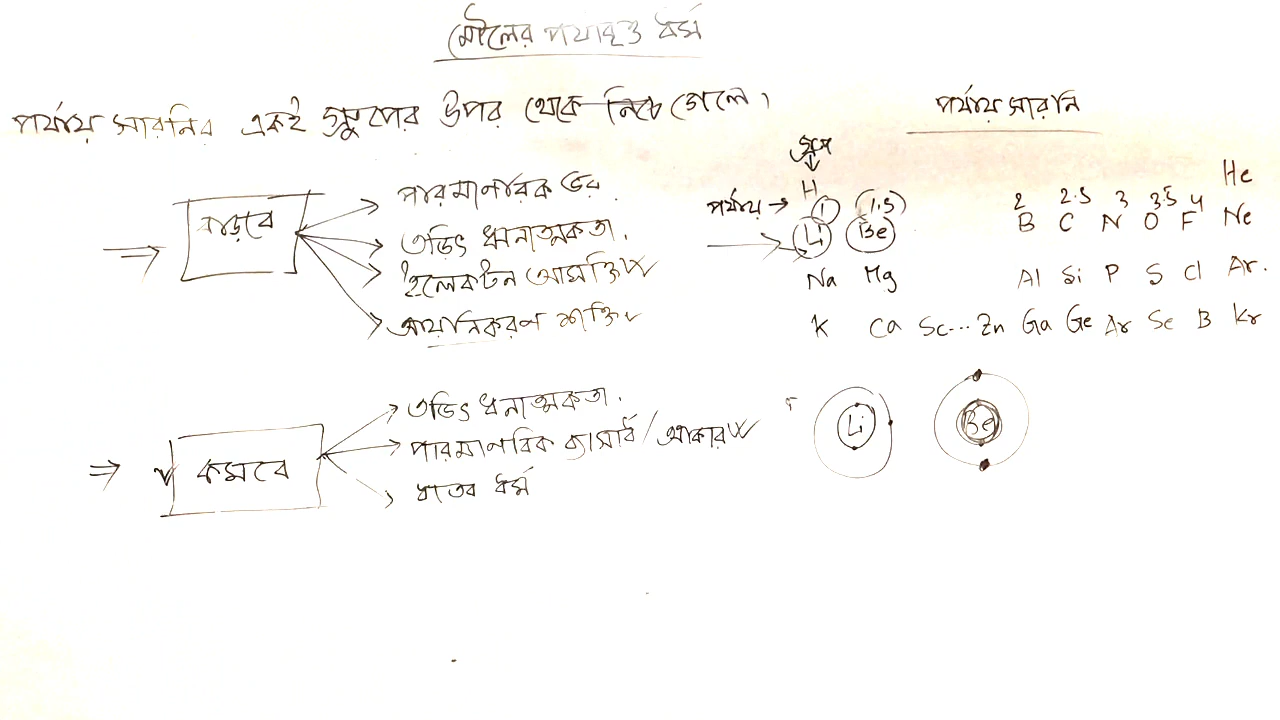 মৌলের পর্যাবৃত্ত ধর্ম
পর্যায় সারনির একই গ্রুপের উপর থেকে নিচে গেলে।
বাড়বে
পারমাণবিক ভর
তড়িৎ ধনাত্মকতা.
ইলেকটন আসক্তি
আয়নিকরণ শক্তি
কমবে
তড়িৎ ধনাত্মকতা.
পারমাণবিক ব্যাসার্ধ / আকার
ধাতব ধর্ম
পর্যায় সারনি
গ্রুপ
পর্যায় → H He
1 1.5 2 2.5 3 3.5 4
Li Be B C N O F Ne
Na Mg Al Si P S Cl Ar.
K Ca Sc... Zn Ga Ge Ar Se B Kr
Li Be